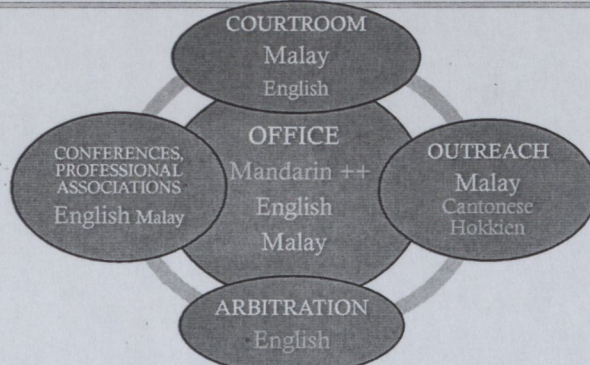 COURTROOM
Malay
English
CONFERENCES,
PROFESSIONAL
ASSOCIATIONS
English Malay
OFFICE
Mandarin ++
English
Malay
OUTREACH
Malay
Cantonese
Hokkien
ARBITRATION
English